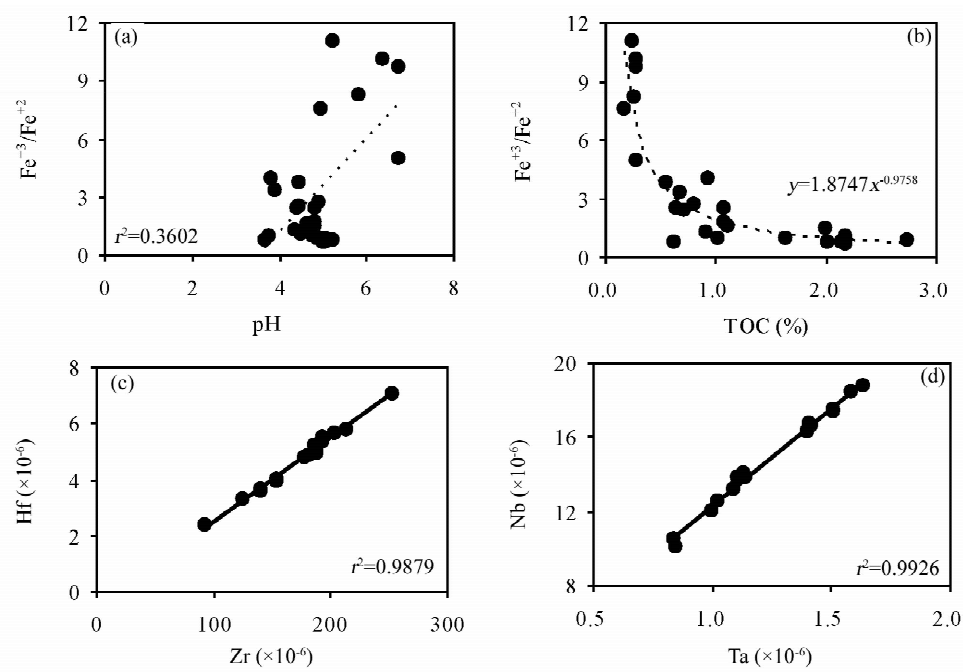 (a)
12
9
6
3
0
Fe⁻³/Fe⁺²
r²=0.3602
0 2 4 6 8
pH
(b)
12
9
6
3
0
Fe⁺³/Fe⁻²
y=1.8747x⁻⁰·⁹⁷⁵⁸
0.0 1.0 2.0 3.0
TOC (%)
(c)
8
6
4
2
0
Hf (×10⁻⁶)
r²=0.9879
0 100 200 300
Zr (×10⁻⁶)
(d)
20
16
12
8
Nb (×10⁻⁶)
r²=0.9926
0.5 1.0 1.5 2.0
Ta (×10⁻⁶)